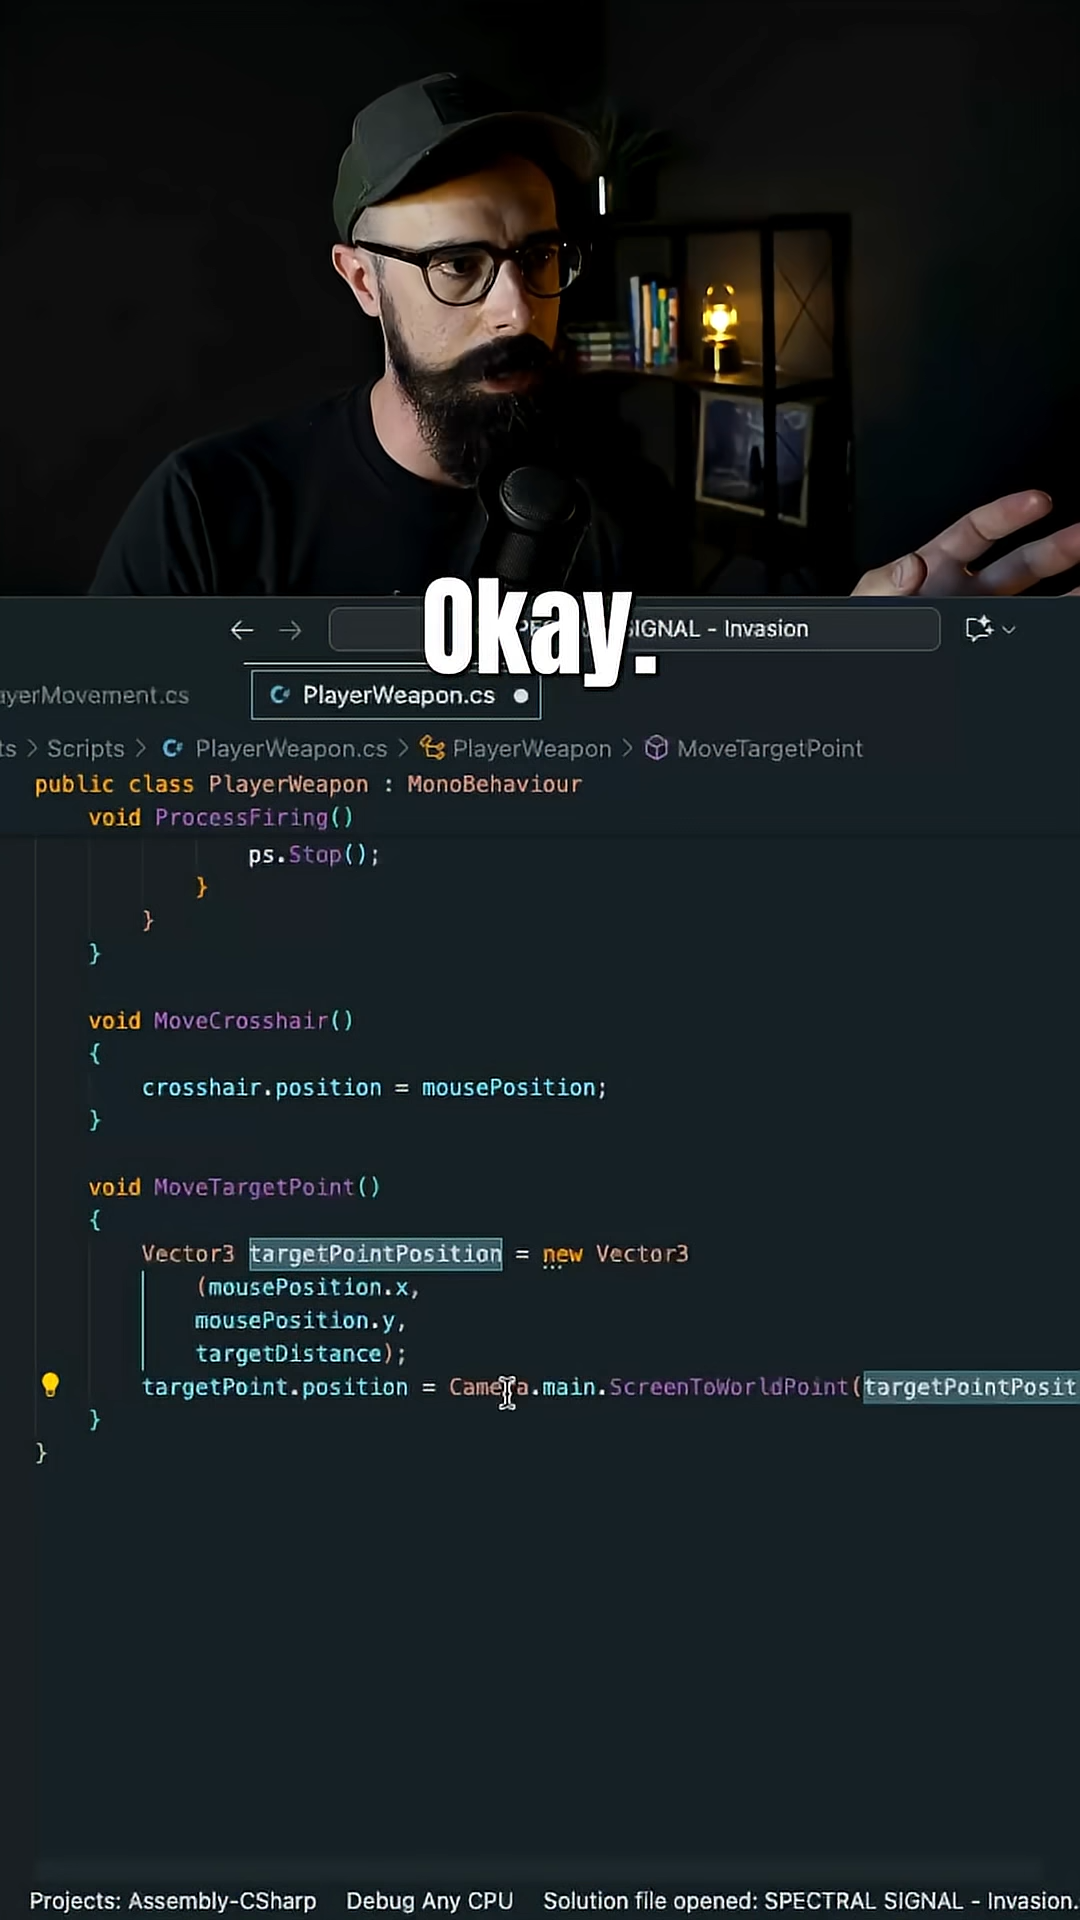 Okay.
SIGNAL - Invasion
ayerMovement.cs
PlayerWeapon.cs
ts > Scripts > PlayerWeapon.cs > PlayerWeapon > MoveTargetPoint
public class PlayerWeapon : MonoBehaviour
void ProcessFiring()
ps.Stop();
}
}
}
void MoveCrosshair()
{
crosshair.position = mousePosition;
}
void MoveTargetPoint()
{
Vector3 targetPointPosition = new Vector3
(mousePosition.x,
mousePosition.y,
targetDistance);
targetPoint.position = Camera.main.ScreenToWorldPoint(targetPointPosit
}
}
Projects: Assembly-CSharp Debug Any CPU Solution file opened: SPECTRAL SIGNAL - Invasion.